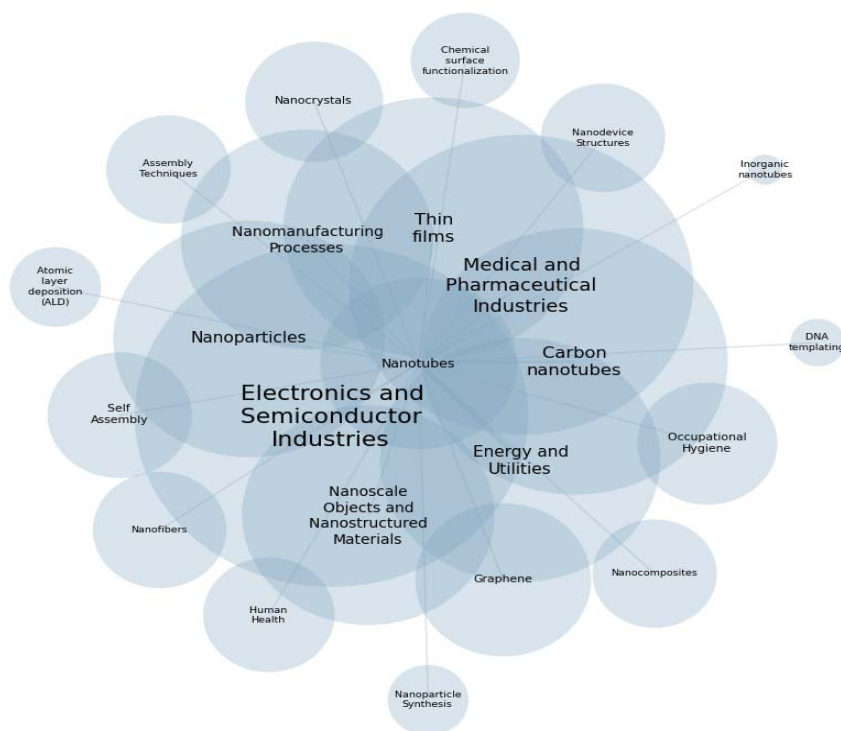 Chemical
surface
functionalization
Nanocrystals
Nanodevice
Structures
Assembly
Techniques
Inorganic
nanotubes
Thin
films
Nanomanufacturing
Processes
Medical and
Pharmaceutical
Industries
Atomic
layer
deposition
(ALD)
Nanoparticles
DNA
templating
Nanotubes
Carbon
nanotubes
Electronics and
Semiconductor
Industries
Self
Assembly
Occupational
Hygiene
Energy and
Utilities
Nanoscale
Objects and
Nanostructured
Materials
Nanofibers
Graphene
Nanocomposites
Human
Health
Nanoparticle
Synthesis